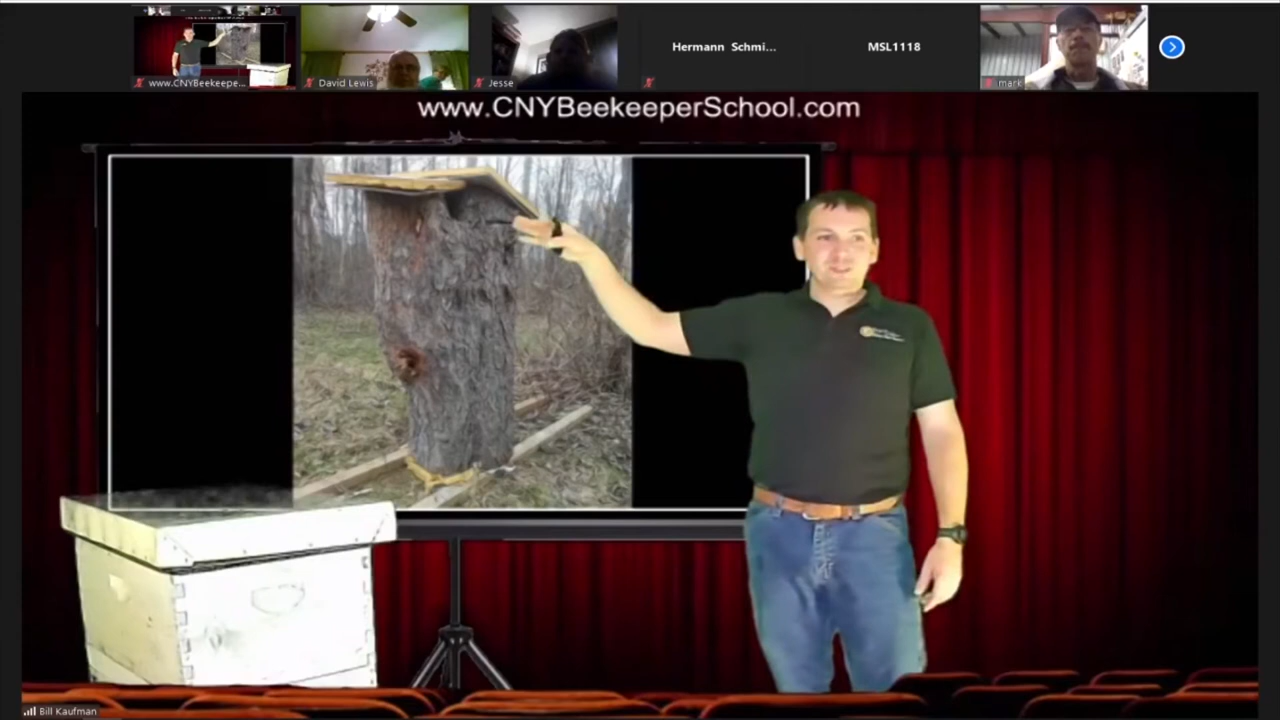 Hermann Schmi...
MSL1118
www.CNYBeekeepe...
David Lewis
Jesse
mark
www.CNYBeekeeperSchool.com
Bill Kaufman